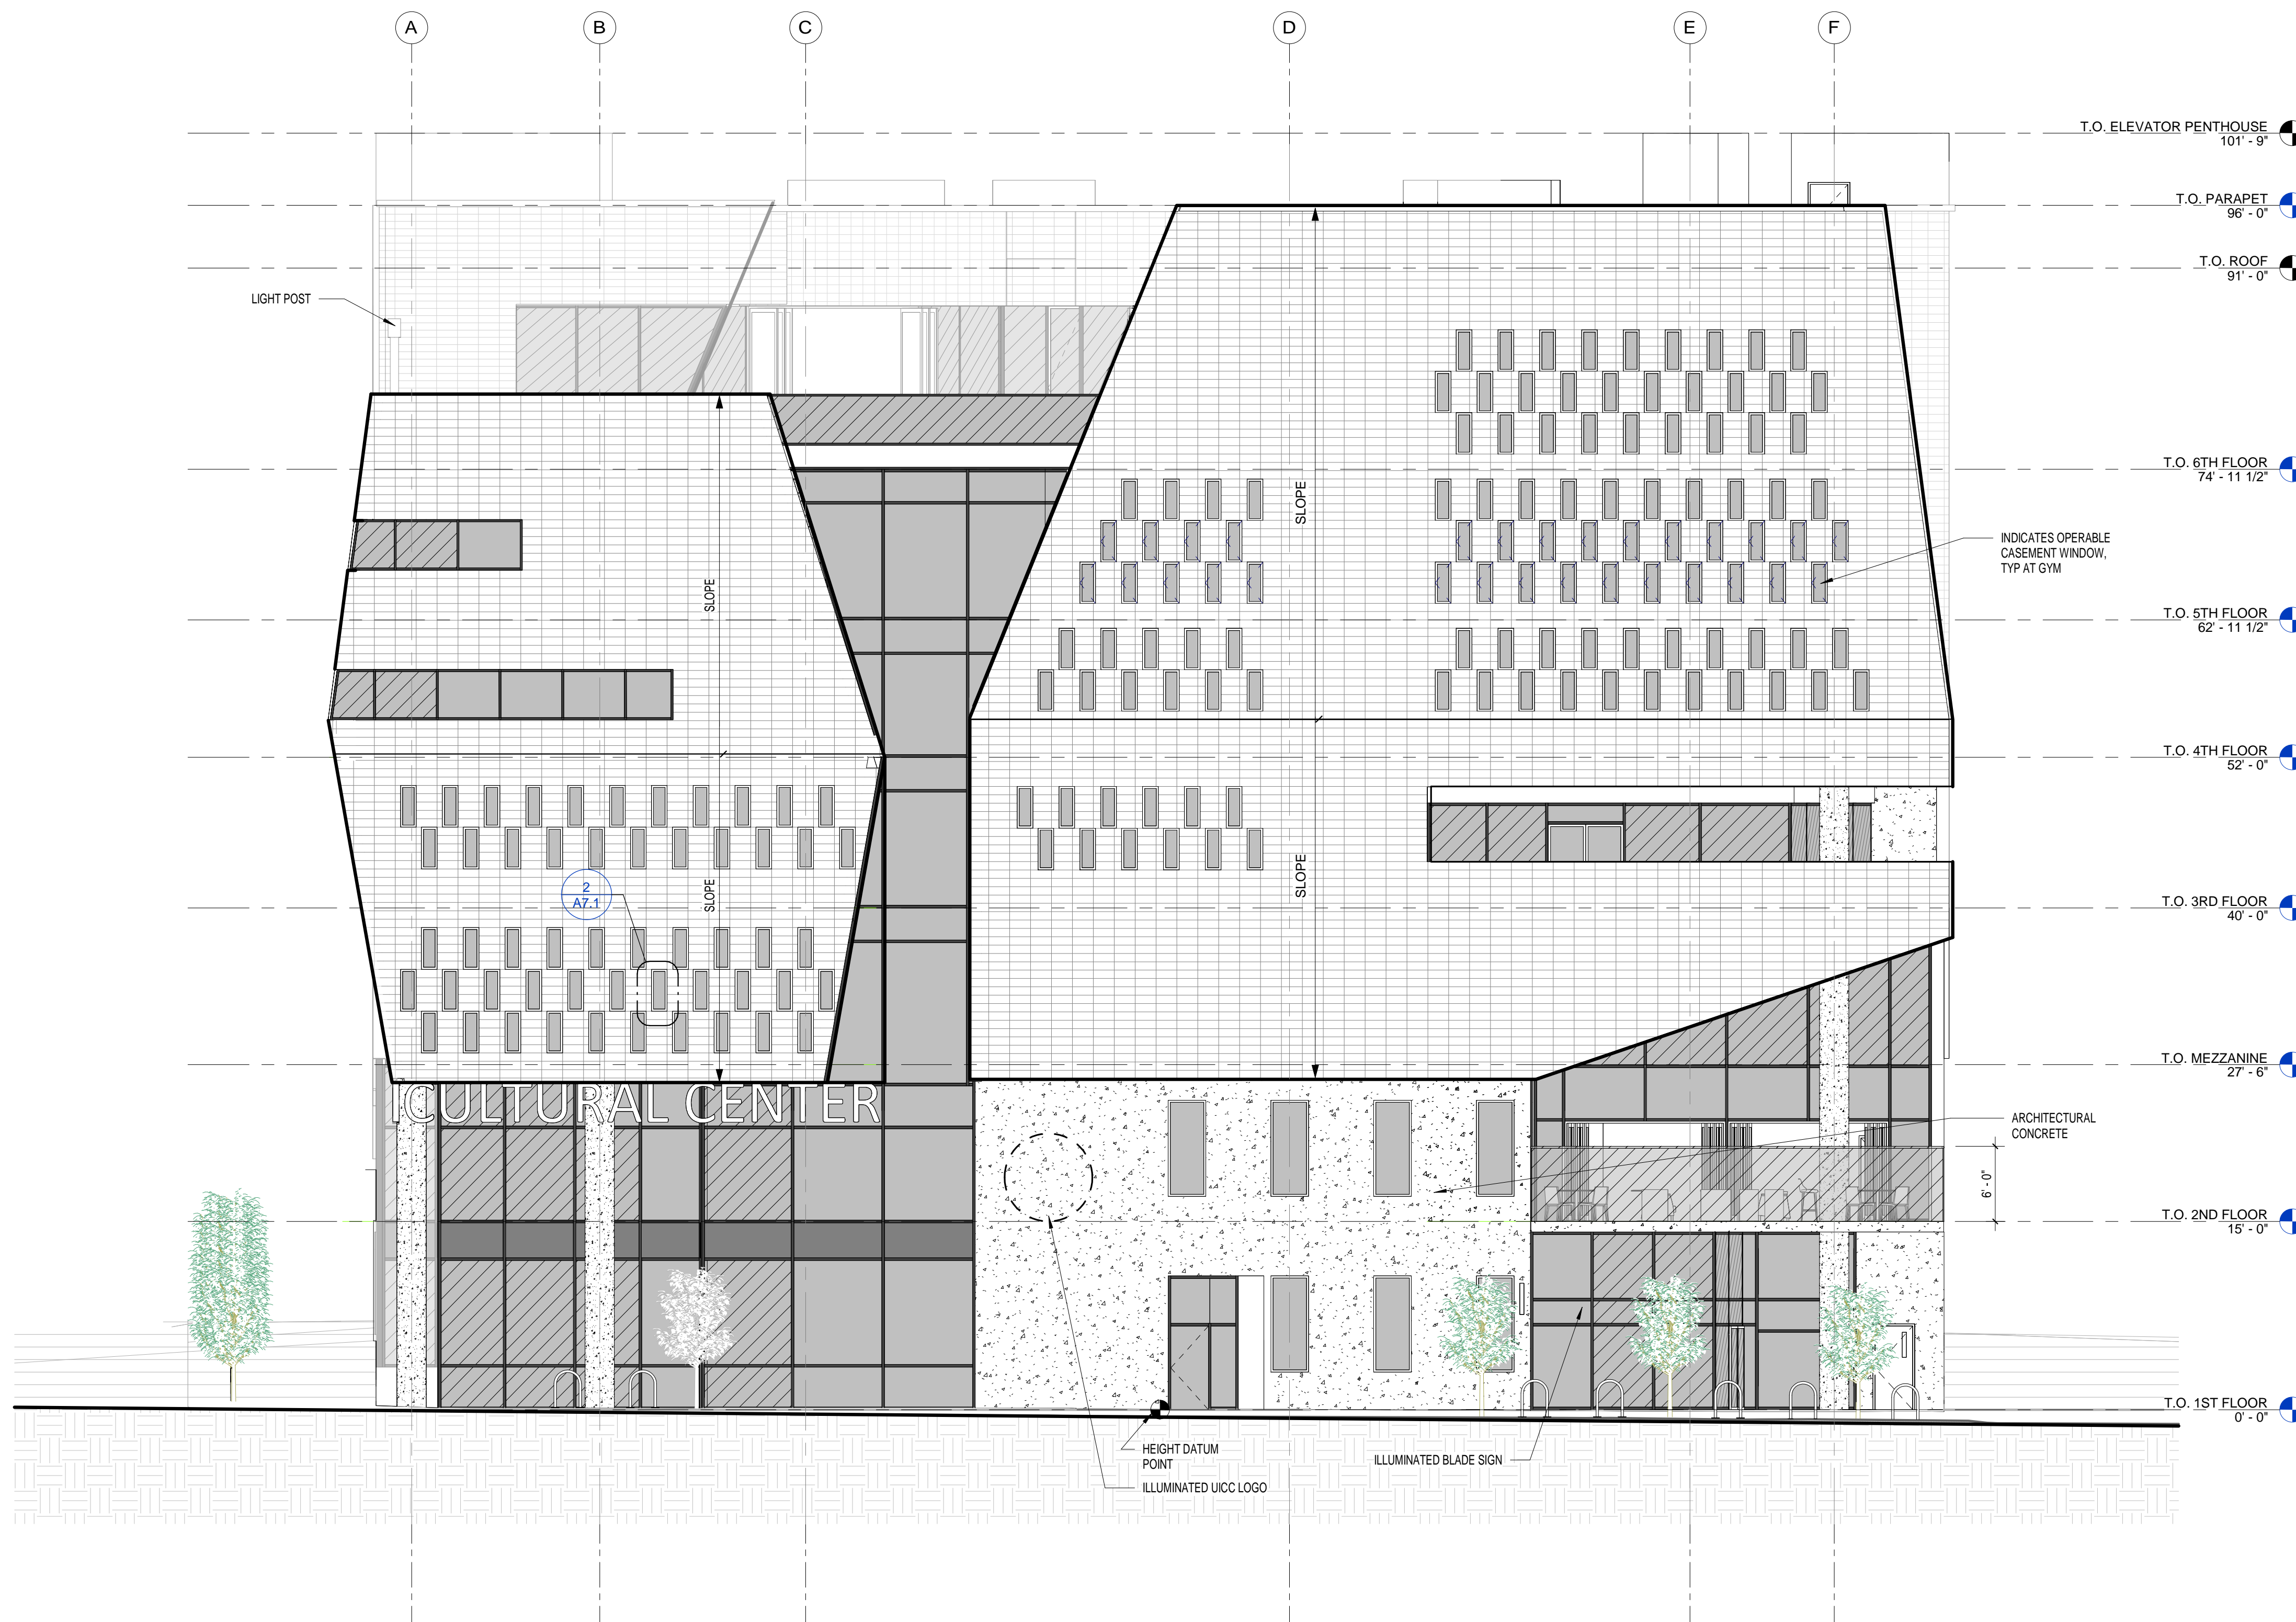 A
B
C
D
E
F
T.O. ELEVATOR PENTHOUSE
101' - 9"
T.O. PARAPET
96' - 0"
T.O. ROOF
91' - 0"
LIGHT POST
T.O. 6TH FLOOR
74' - 11 1/2"
SLOPE
INDICATES OPERABLE
CASEMENT WINDOW,
TYP AT GYM
SLOPE
T.O. 5TH FLOOR
62' - 11 1/2"
T.O. 4TH FLOOR
52' - 0"
2
A7.1
SLOPE
SLOPE
T.O. 3RD FLOOR
40' - 0"
T.O. MEZZANINE
27' - 6"
CULTURAL CENTER
ARCHITECTURAL
CONCRETE
6' - 0"
T.O. 2ND FLOOR
15' - 0"
T.O. 1ST FLOOR
0' - 0"
HEIGHT DATUM
POINT
ILLUMINATED BLADE SIGN
ILLUMINATED UICC LOGO